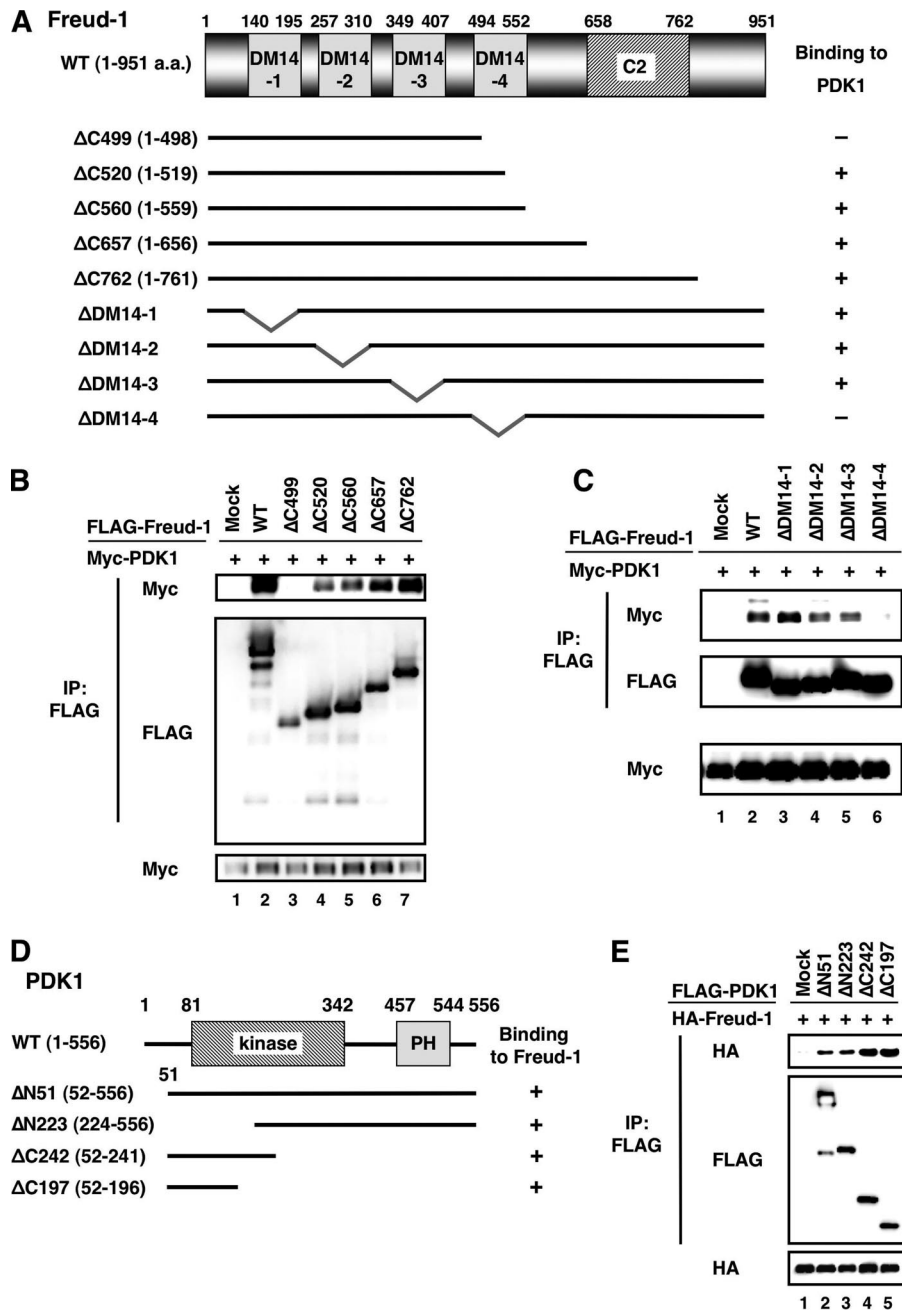 A Freud-1
1 140 195 257 310 349 407 494 552 658 762 951
WT (1-951 a.a.)
DM14 -1
DM14 -2
DM14 -3
DM14 -4
C2
Binding to PDK1
ΔC499 (1-498) –
ΔC520 (1-519) +
ΔC560 (1-559) +
ΔC657 (1-656) +
ΔC762 (1-761) +
ΔDM14-1 +
ΔDM14-2 +
ΔDM14-3 +
ΔDM14-4 –
B
Mock WT ΔC499 ΔC520 ΔC560 ΔC657 ΔC762
FLAG-Freud-1
Myc-PDK1 + + + + + + +
Myc
IP: FLAG
FLAG
Myc
1 2 3 4 5 6 7
C
Mock WT ΔDM14-1 ΔDM14-2 ΔDM14-3 ΔDM14-4
FLAG-Freud-1
Myc-PDK1 + + + + + +
Myc
IP: FLAG
FLAG
Myc
1 2 3 4 5 6
D
PDK1
1 81 342 457 544 556
WT (1-556) kinase PH
Binding to Freud-1
51
ΔN51 (52-556) +
ΔN223 (224-556) +
ΔC242 (52-241) +
ΔC197 (52-196) +
E
Mock ΔN51 ΔN223 ΔC242 ΔC197
FLAG-PDK1
HA-Freud-1 + + + + +
HA
IP: FLAG
FLAG
HA
1 2 3 4 5